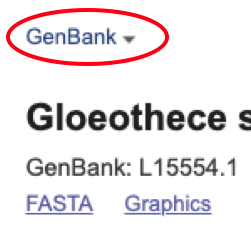 GenBank
Gloeothece s
GenBank: L15554.1
FASTA Graphics